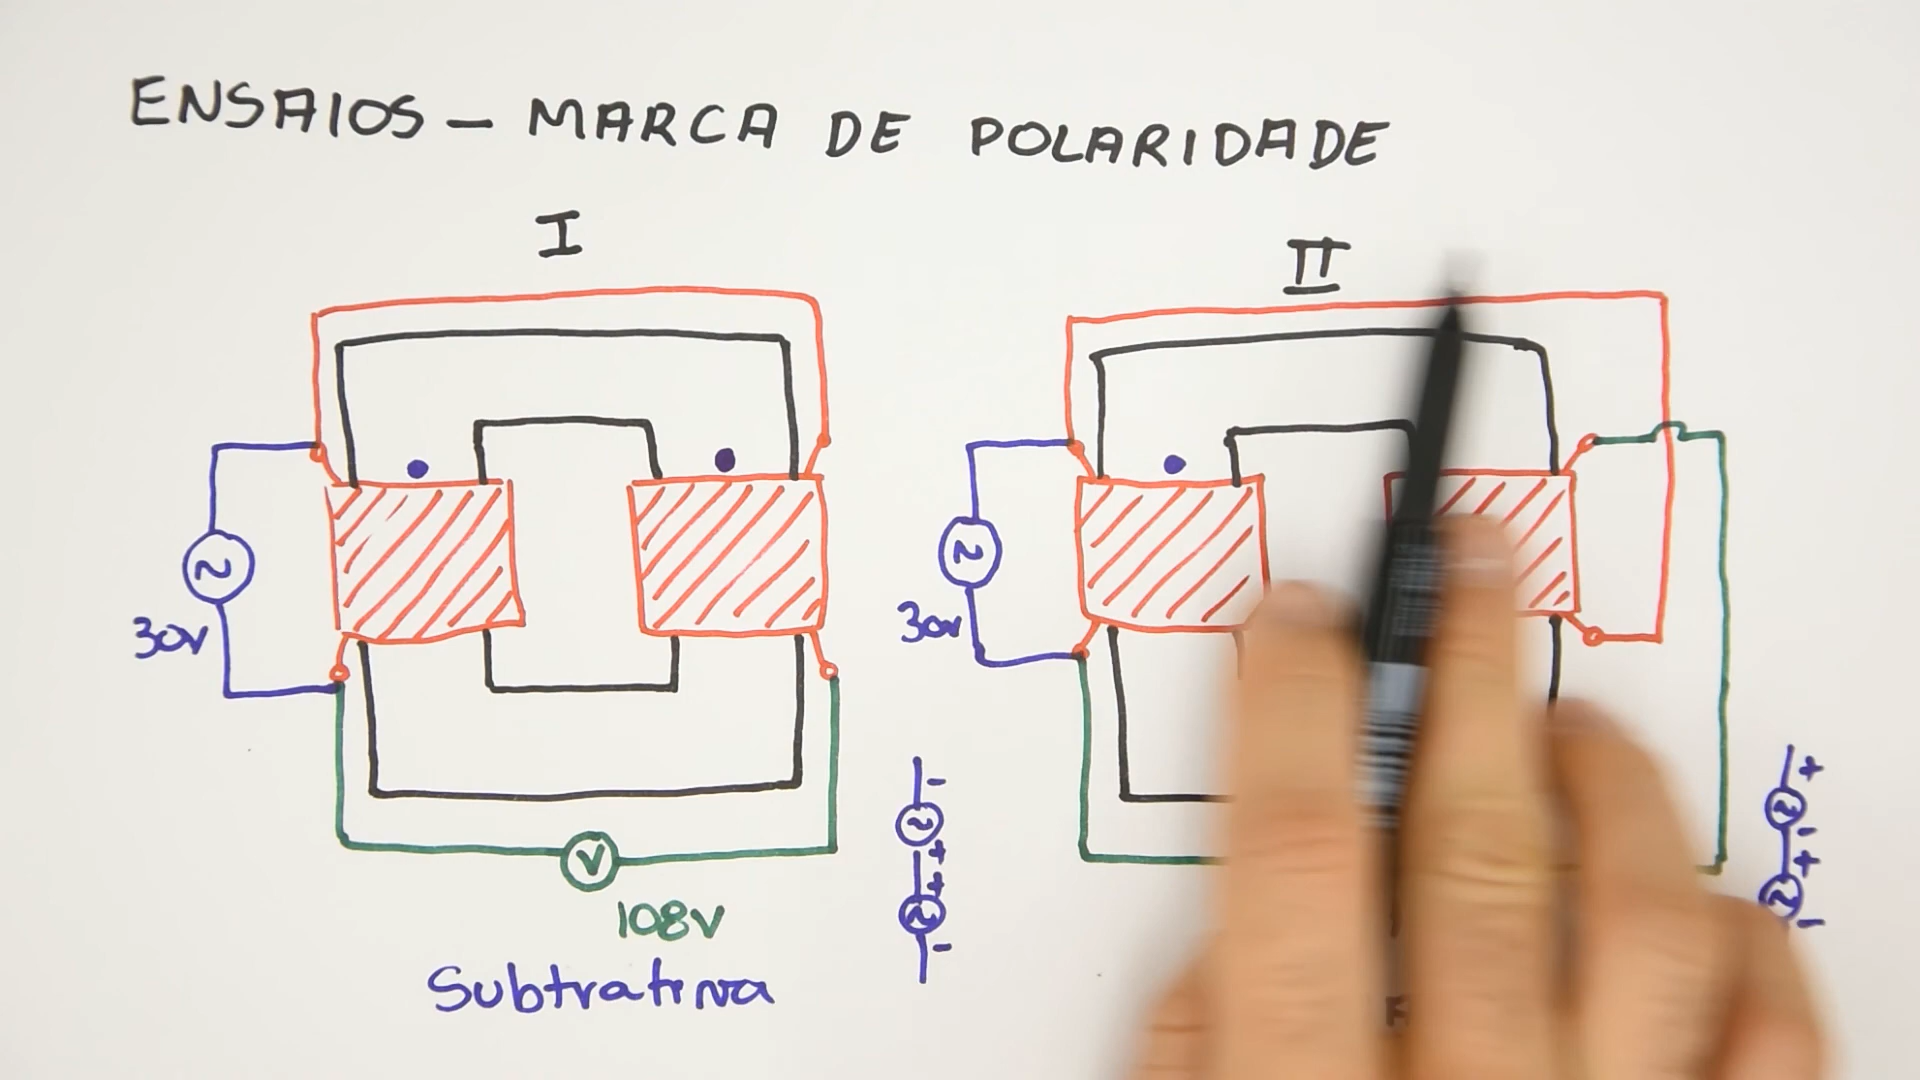 ENSAIOS – MARCA DE POLARIDADE
I
II
30V
30V
V
108V
Subtrativa
-
+
+
-
+
-
+
-